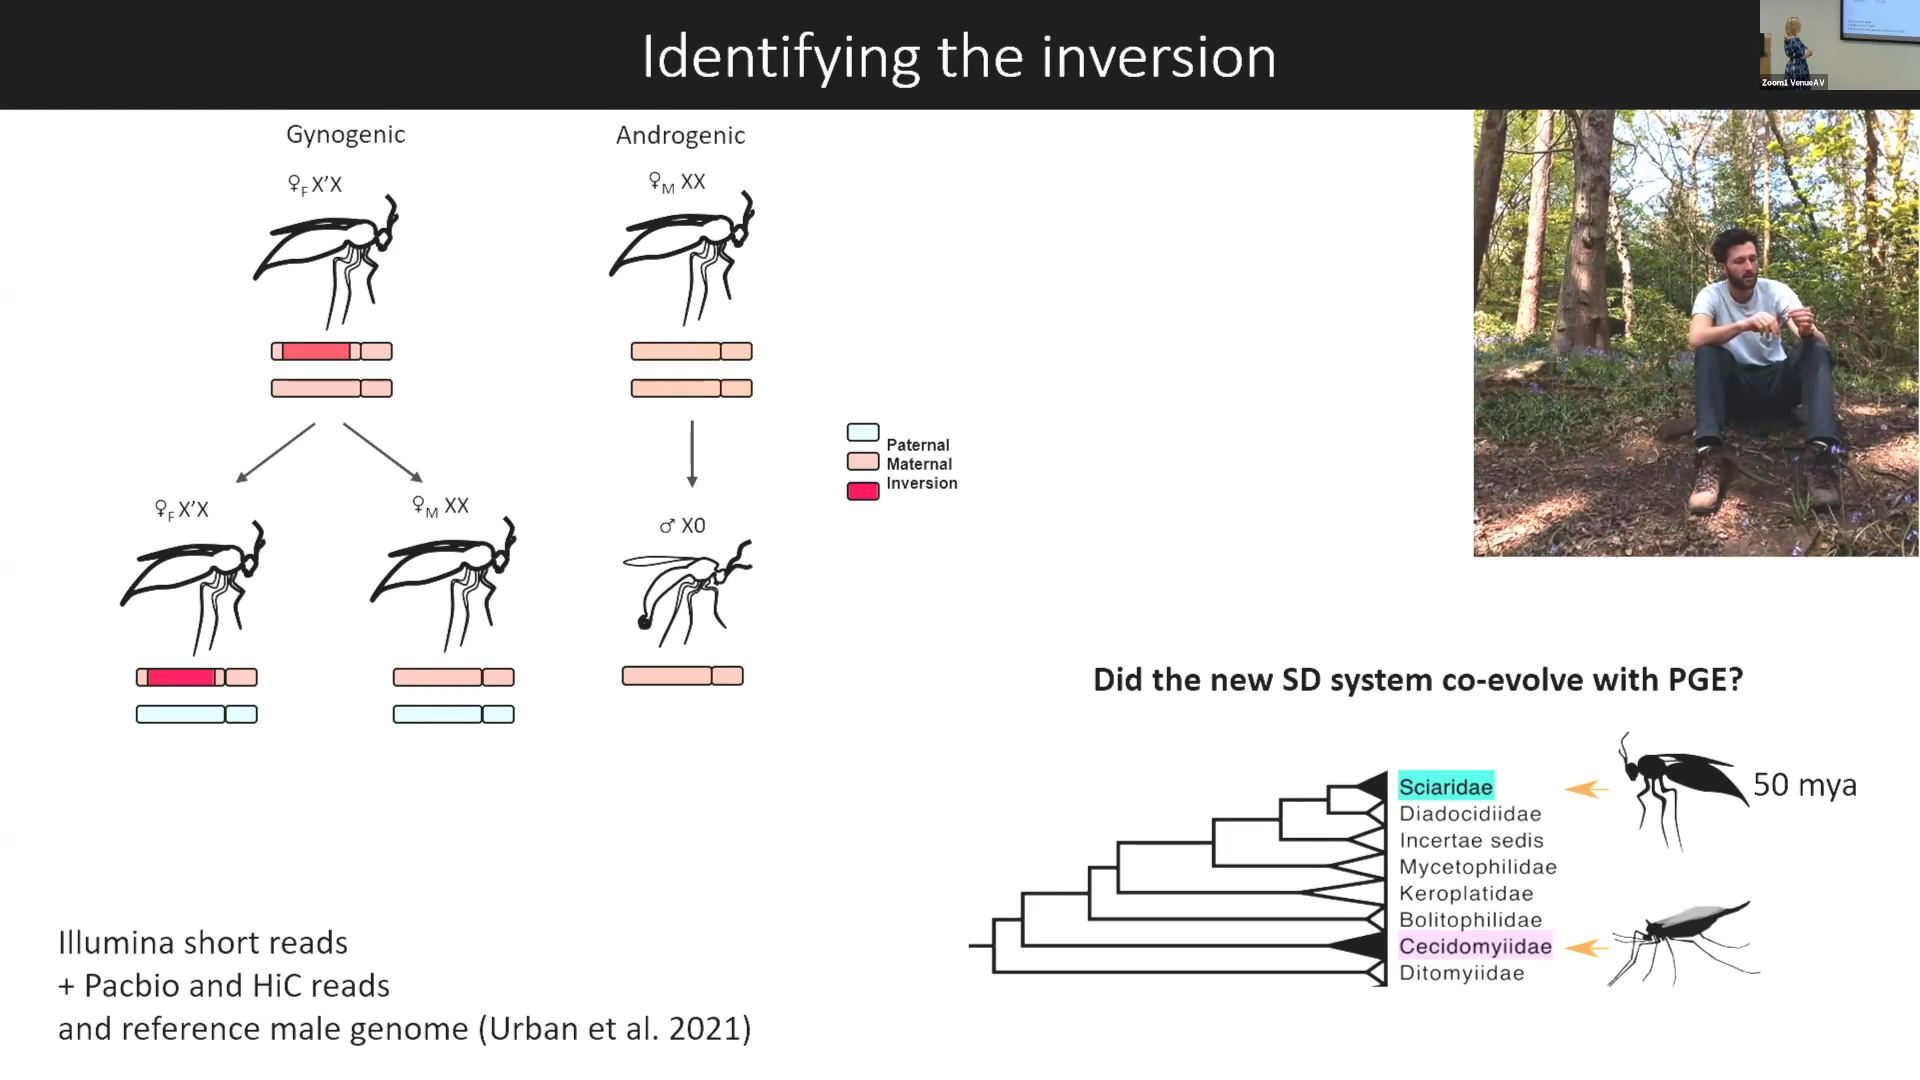 Identifying the inversion
Zoom1 VenueAV
Gynogenic
Androgenic
♀F X'X
♀M XX
Paternal
Maternal
Inversion
♀F X'X
♀M XX
♂ X0
Did the new SD system co-evolve with PGE?
Sciaridae
50 mya
Diadocidiidae
Incertae sedis
Mycetophilidae
Keroplatidae
Bolitophilidae
Cecidomyiidae
Ditomyiidae
Illumina short reads
+ Pacbio and HiC reads
and reference male genome (Urban et al. 2021)